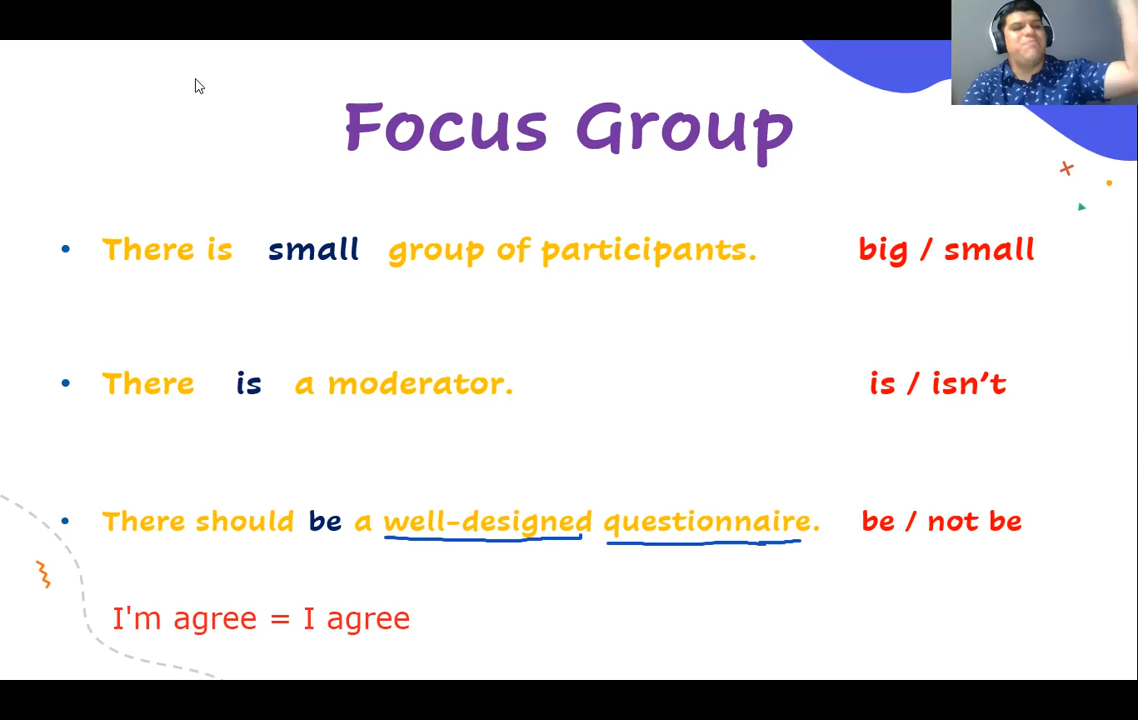 Focus Group
• There is small group of participants. big / small
• There is a moderator. is / isn’t
• There should be a well-designed questionnaire. be / not be
I'm agree = I agree